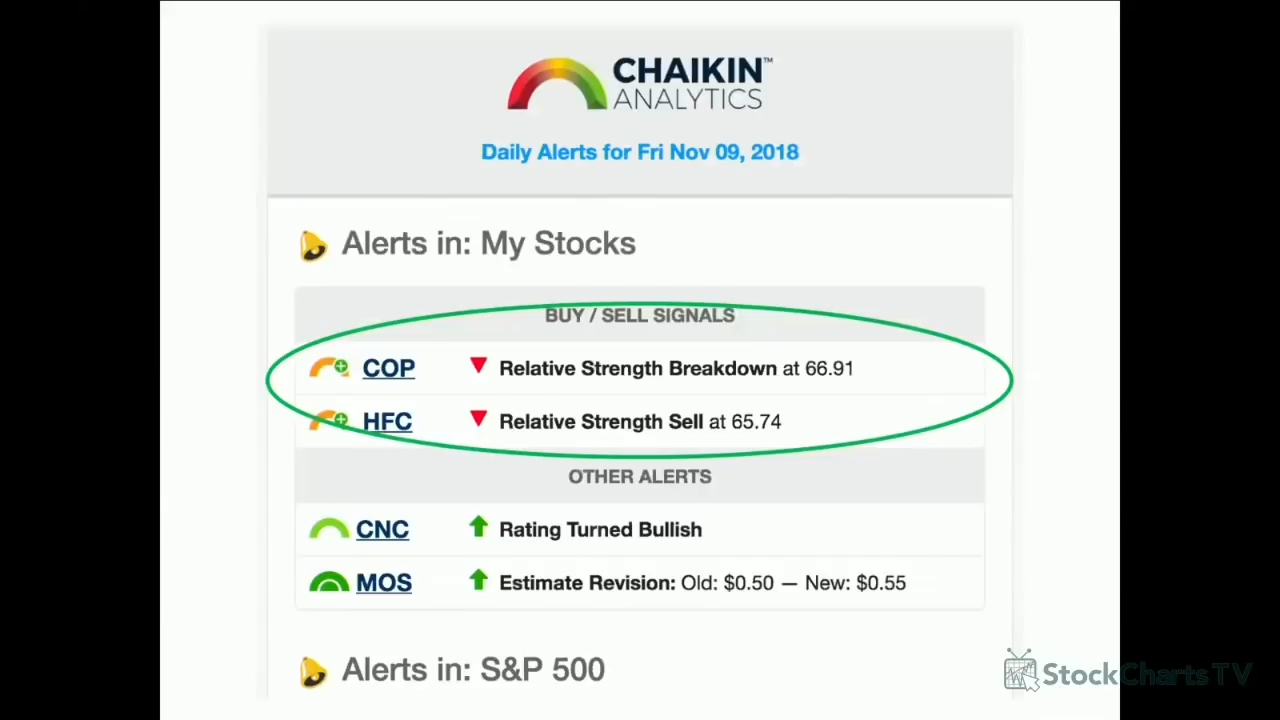 CHAIKIN™
ANALYTICS
Daily Alerts for Fri Nov 09, 2018
Alerts in: My Stocks
BUY / SELL SIGNALS
COP Relative Strength Breakdown at 66.91
HFC Relative Strength Sell at 65.74
OTHER ALERTS
CNC Rating Turned Bullish
MOS Estimate Revision: Old: $0.50 — New: $0.55
Alerts in: S&P 500
StockCharts TV